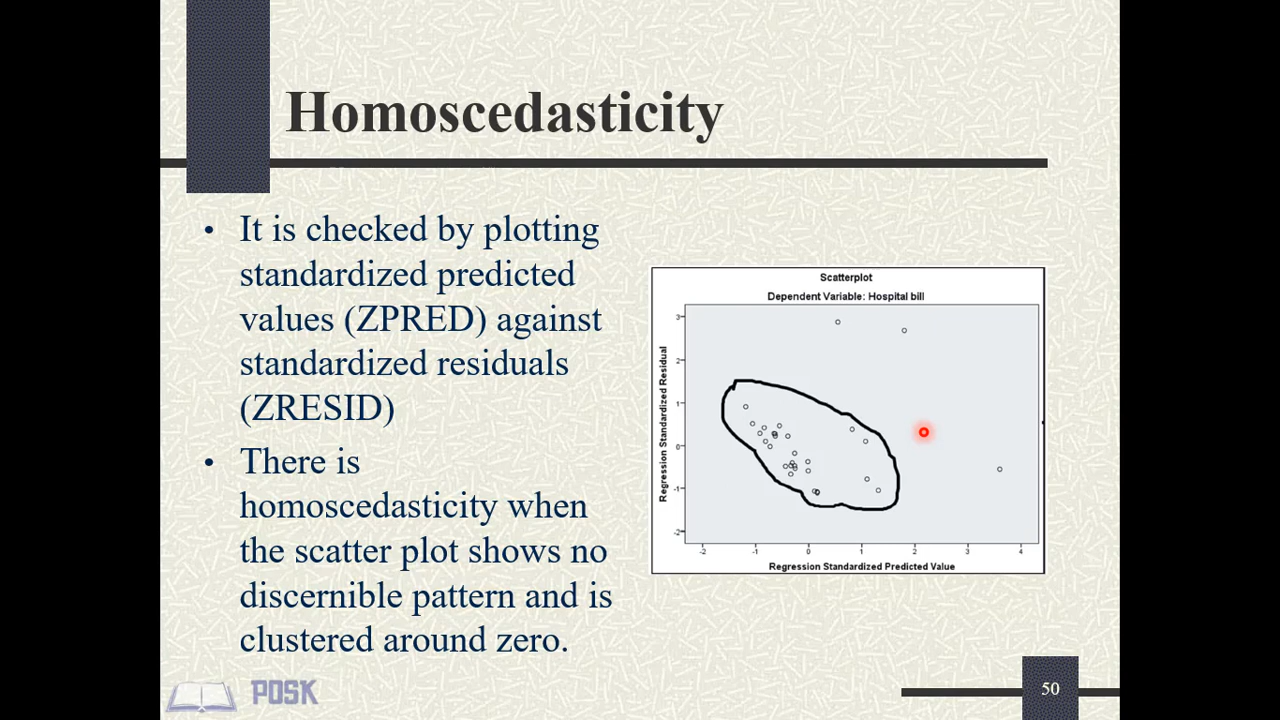 Homoscedasticity
• It is checked by plotting
standardized predicted
values (ZPRED) against
standardized residuals
(ZRESID)
• There is
homoscedasticity when
the scatter plot shows no
discernible pattern and is
clustered around zero.
Scatterplot
Dependent Variable: Hospital bill
Regression Standardized Residual
3
2
1
0
-1
-2
-2 -1 0 1 2 3 4
Regression Standardized Predicted Value
POSK
50